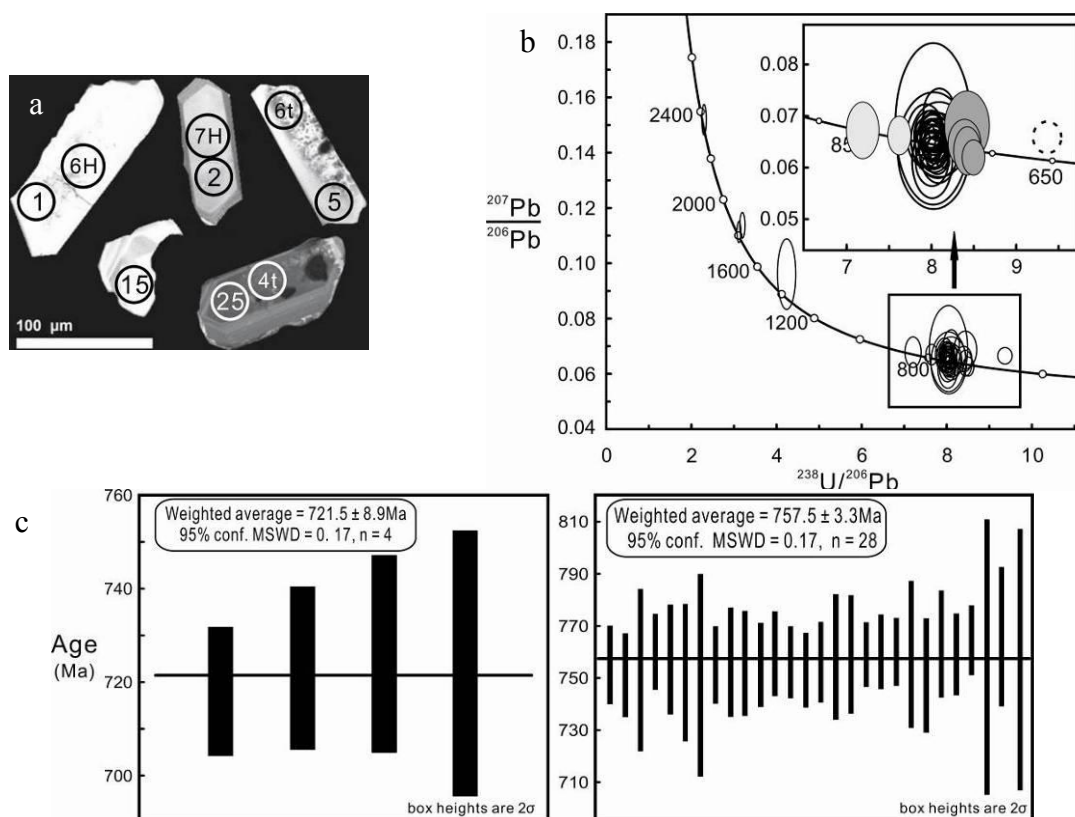 a
6H
1
7H
2
6t
5
15
25
4t
100 µm
b
207Pb
206Pb
0.18
0.16
0.14
0.12
0.10
0.08
0.06
0.04
2400
2000
1600
1200
800
0 2 4 6 8 10
238U/206Pb
0.08
0.07
0.06
0.05
85
650
7 8 9
c
Age
(Ma)
760
740
720
700
Weighted average = 721.5 ± 8.9Ma
95% conf. MSWD = 0. 17, n = 4
box heights are 2σ
810
790
770
750
730
710
Weighted average = 757.5 ± 3.3Ma
95% conf. MSWD = 0.17, n = 28
box heights are 2σ